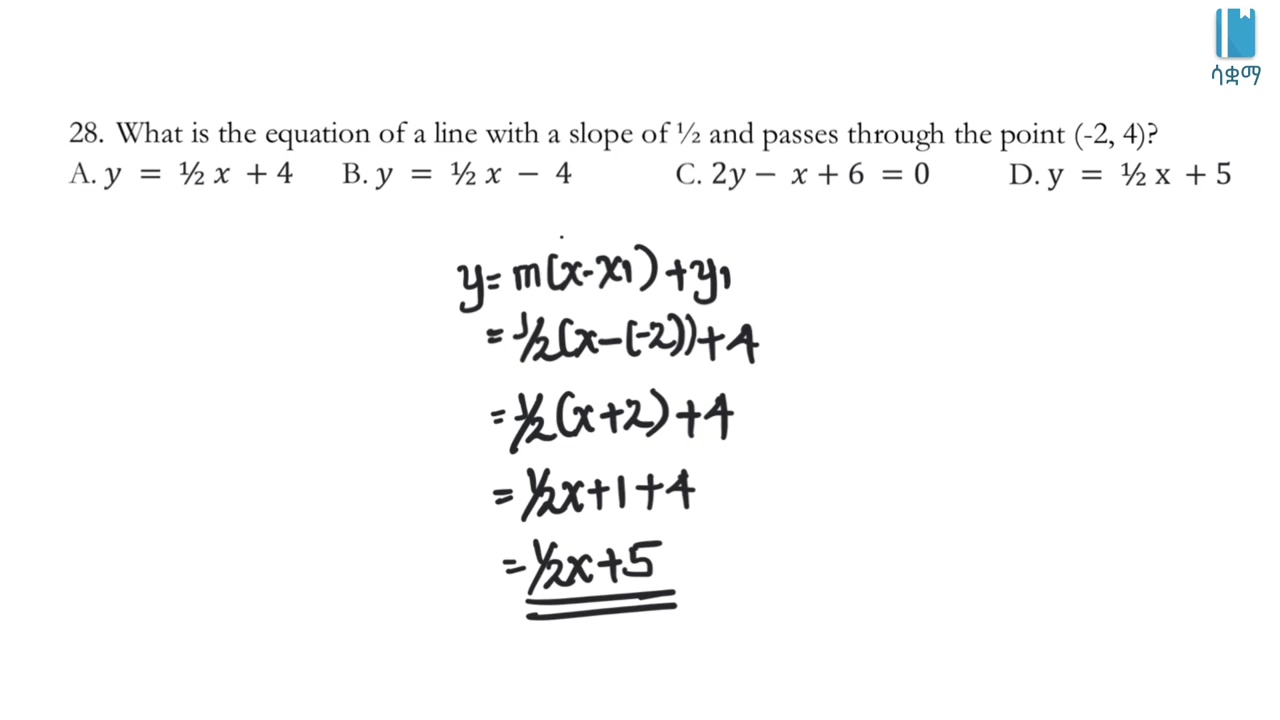 ሳቋማ
28. What is the equation of a line with a slope of ½ and passes through the point (-2, 4)?
A. y = ½ x + 4 B. y = ½ x − 4 C. 2y − x + 6 = 0 D. y = ½ x + 5
y = m(x-x1)+y1
= 1/2(x-(-2))+4
= 1/2(x+2)+4
= 1/2x+1+4
= 1/2x+5